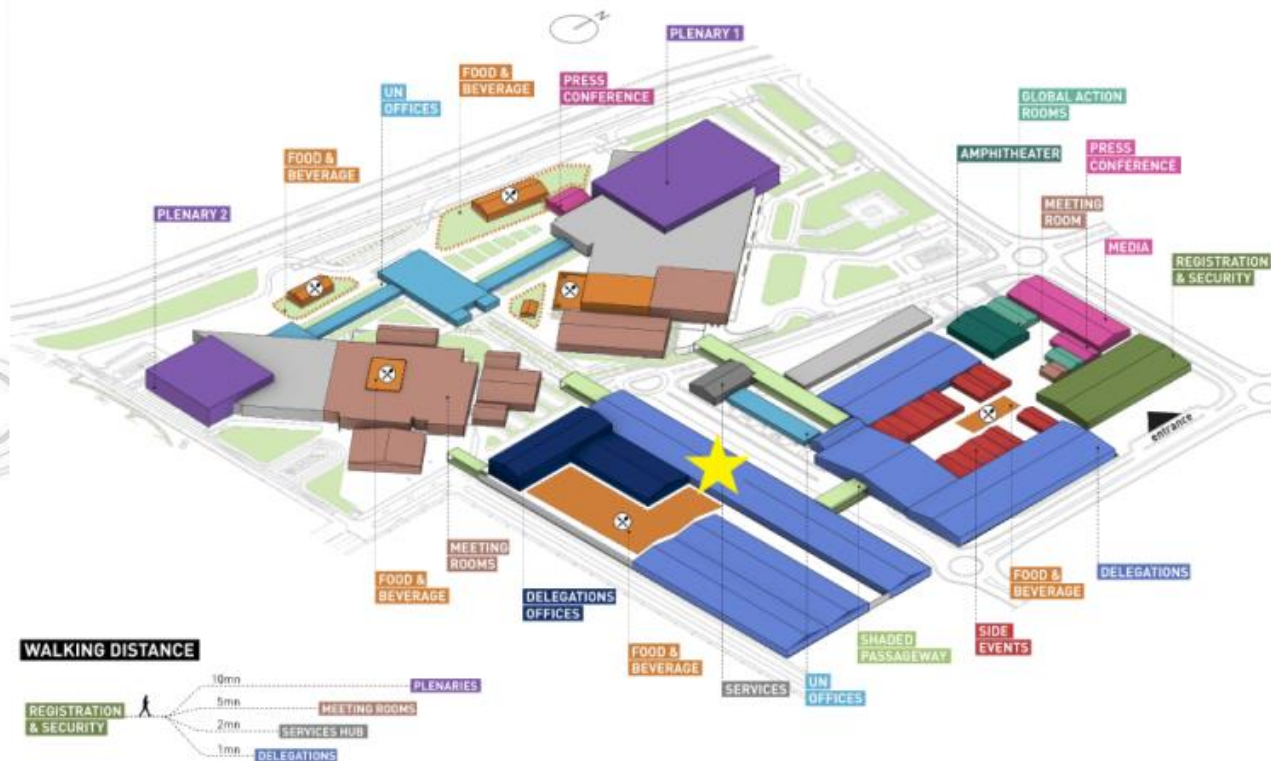 N
PLENARY 1
FOOD &
BEVERAGE
PRESS
CONFERENCE
UN
OFFICES
GLOBAL ACTION
ROOMS
FOOD &
BEVERAGE
AMPHITHEATER
PRESS
CONFERENCE
MEETING
ROOM
PLENARY 2
MEDIA
REGISTRATION
& SECURITY
entrance
MEETING
ROOMS
FOOD &
BEVERAGE
DELEGATIONS
OFFICES
FOOD &
BEVERAGE
SERVICES
UN
OFFICES
SHADED
PASSAGEWAY
SIDE
EVENTS
FOOD &
BEVERAGE
DELEGATIONS
WALKING DISTANCE
REGISTRATION
& SECURITY
10mn
PLENARIES
5mn
MEETING ROOMS
2mn
SERVICES HUB
1mn
DELEGATIONS